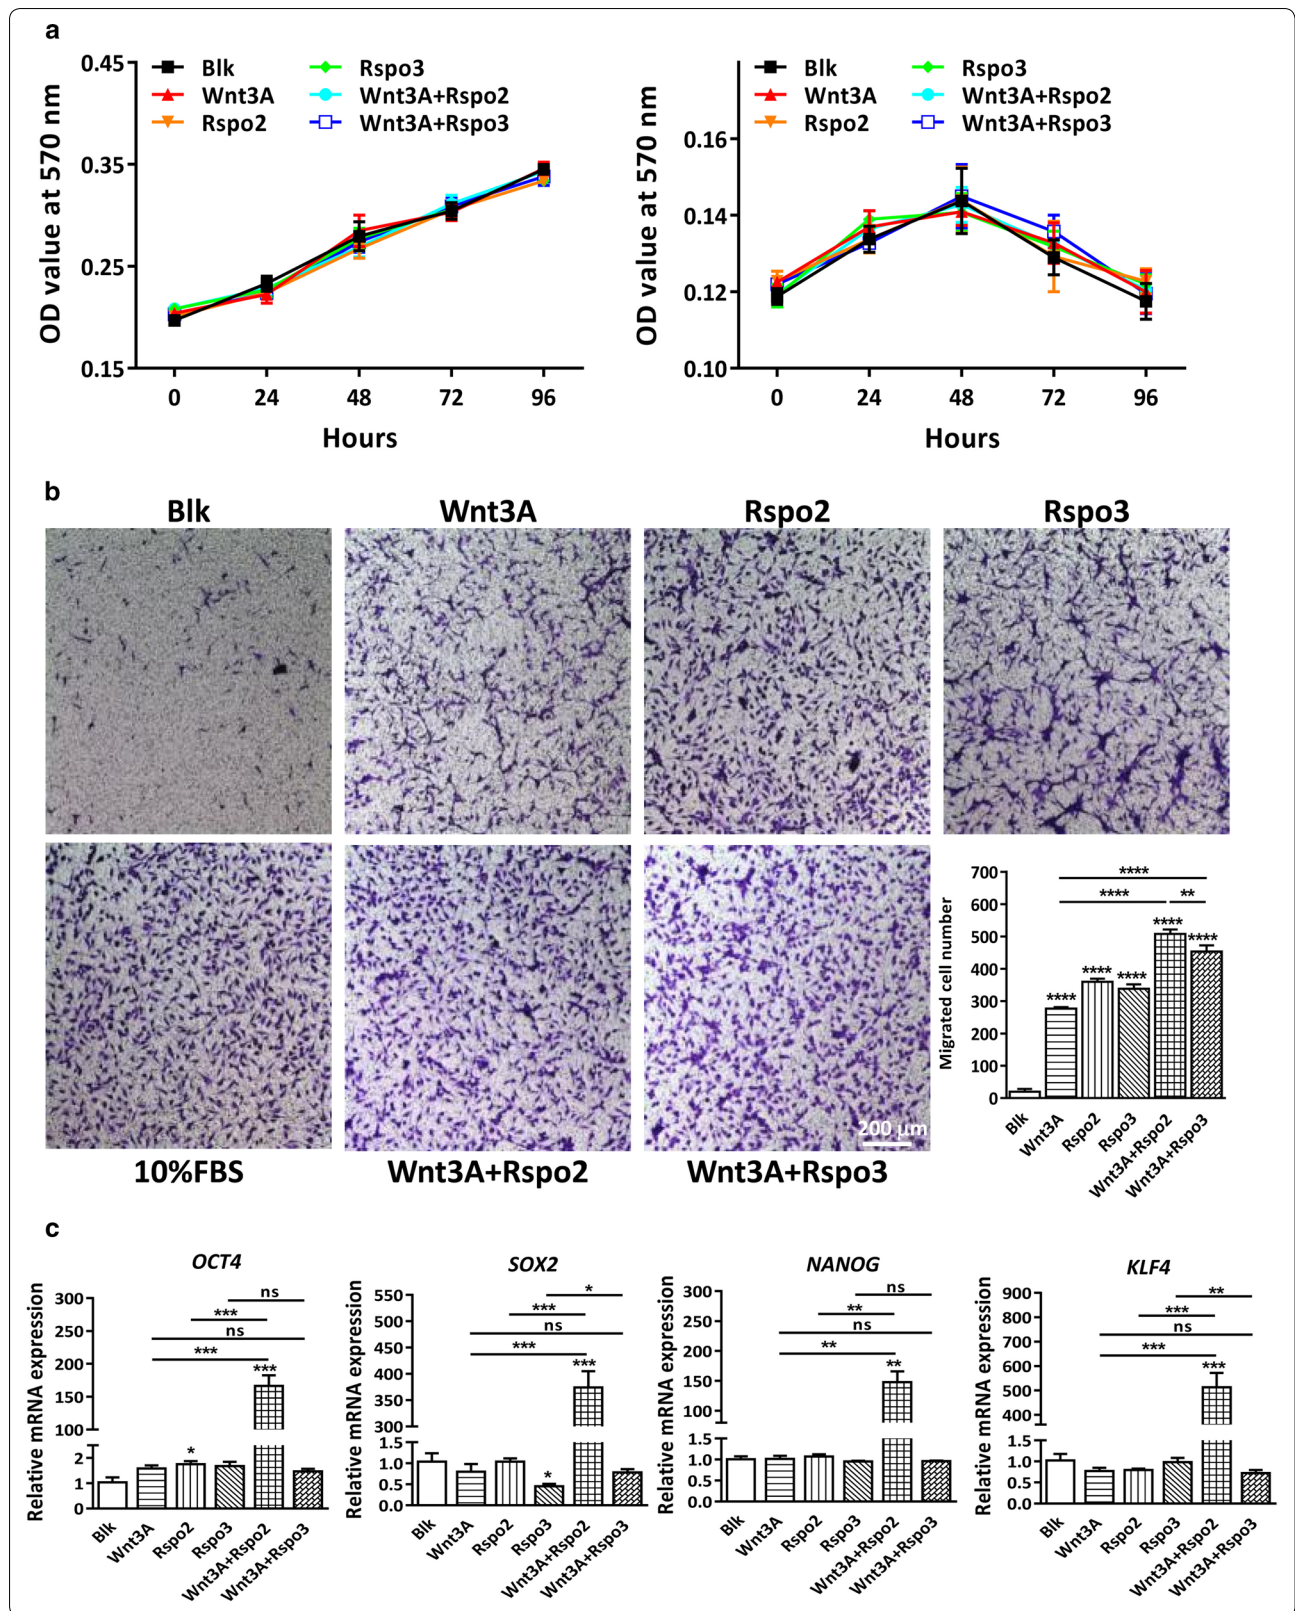 a
0.45
0.35
0.25
0.15
OD value at 570 nm
Blk
Wnt3A
Rspo2
Rspo3
Wnt3A+Rspo2
Wnt3A+Rspo3
0 24 48 72 96
Hours
0.16
0.14
0.12
0.10
OD value at 570 nm
Blk
Wnt3A
Rspo2
Rspo3
Wnt3A+Rspo2
Wnt3A+Rspo3
0 24 48 72 96
Hours
b
Blk Wnt3A Rspo2 Rspo3
200 µm
10%FBS Wnt3A+Rspo2 Wnt3A+Rspo3
Migrated cell number
700
600
500
400
300
200
100
0
****
**** **
****
****
**** ****
****
Blk Wnt3A Rspo2 Rspo3 Wnt3A+Rspo2 Wnt3A+Rspo3
c
OCT4
Relative mRNA expression
300
250
200
150
100
2
1
0
ns
***
ns
***
***
*
Blk Wnt3A Rspo2 Rspo3 Wnt3A+Rspo2 Wnt3A+Rspo3
SOX2
Relative mRNA expression
550
500
450
400
350
300
1.5
1.0
0.5
0.0
*
***
ns
***
***
*
Blk Wnt3A Rspo2 Rspo3 Wnt3A+Rspo2 Wnt3A+Rspo3
NANOG
Relative mRNA expression
300
250
200
150
100
1.5
1.0
0.5
0.0
ns
**
ns
**
**
Blk Wnt3A Rspo2 Rspo3 Wnt3A+Rspo2 Wnt3A+Rspo3
KLF4
Relative mRNA expression
900
800
700
600
500
400
1.5
1.0
0.5
0.0
**
***
ns
***
***
Blk Wnt3A Rspo2 Rspo3 Wnt3A+Rspo2 Wnt3A+Rspo3